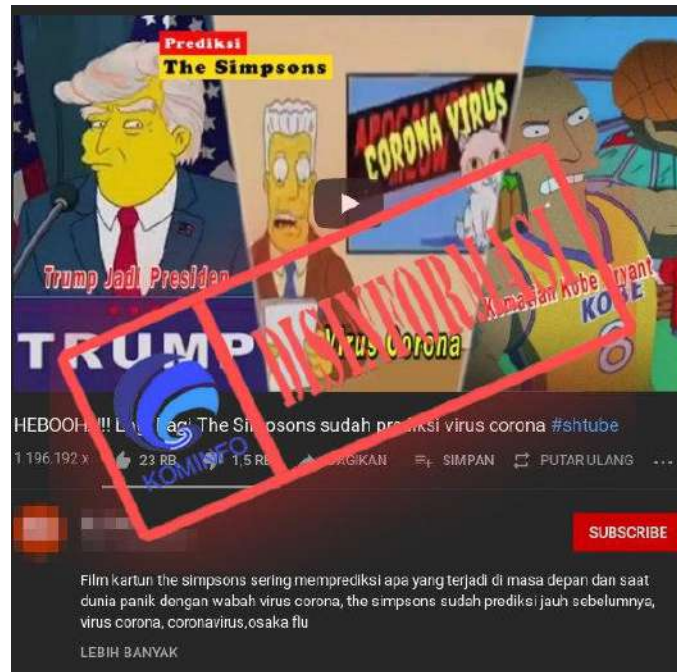 Prediksi
The Simpsons
CORONA VIRUS
Trump Jadi Presiden
Kematian Kobe Bryant
KOBE
8
TRUMP
Virus Corona
DISINFORMASI
KOMINFO
HEBOOH!!!! The Simpsons sudah prediksi virus corona #shtube
1.196.192 x
23 RB
1,5 RB
BAGIKAN
SIMPAN
PUTAR ULANG
SUBSCRIBE
Film kartun the simpsons sering memprediksi apa yang terjadi di masa depan dan saat
dunia panik dengan wabah virus corona, the simpsons sudah prediksi jauh sebelumnya,
virus corona, coronavirus,osaka flu
LEBIH BANYAK